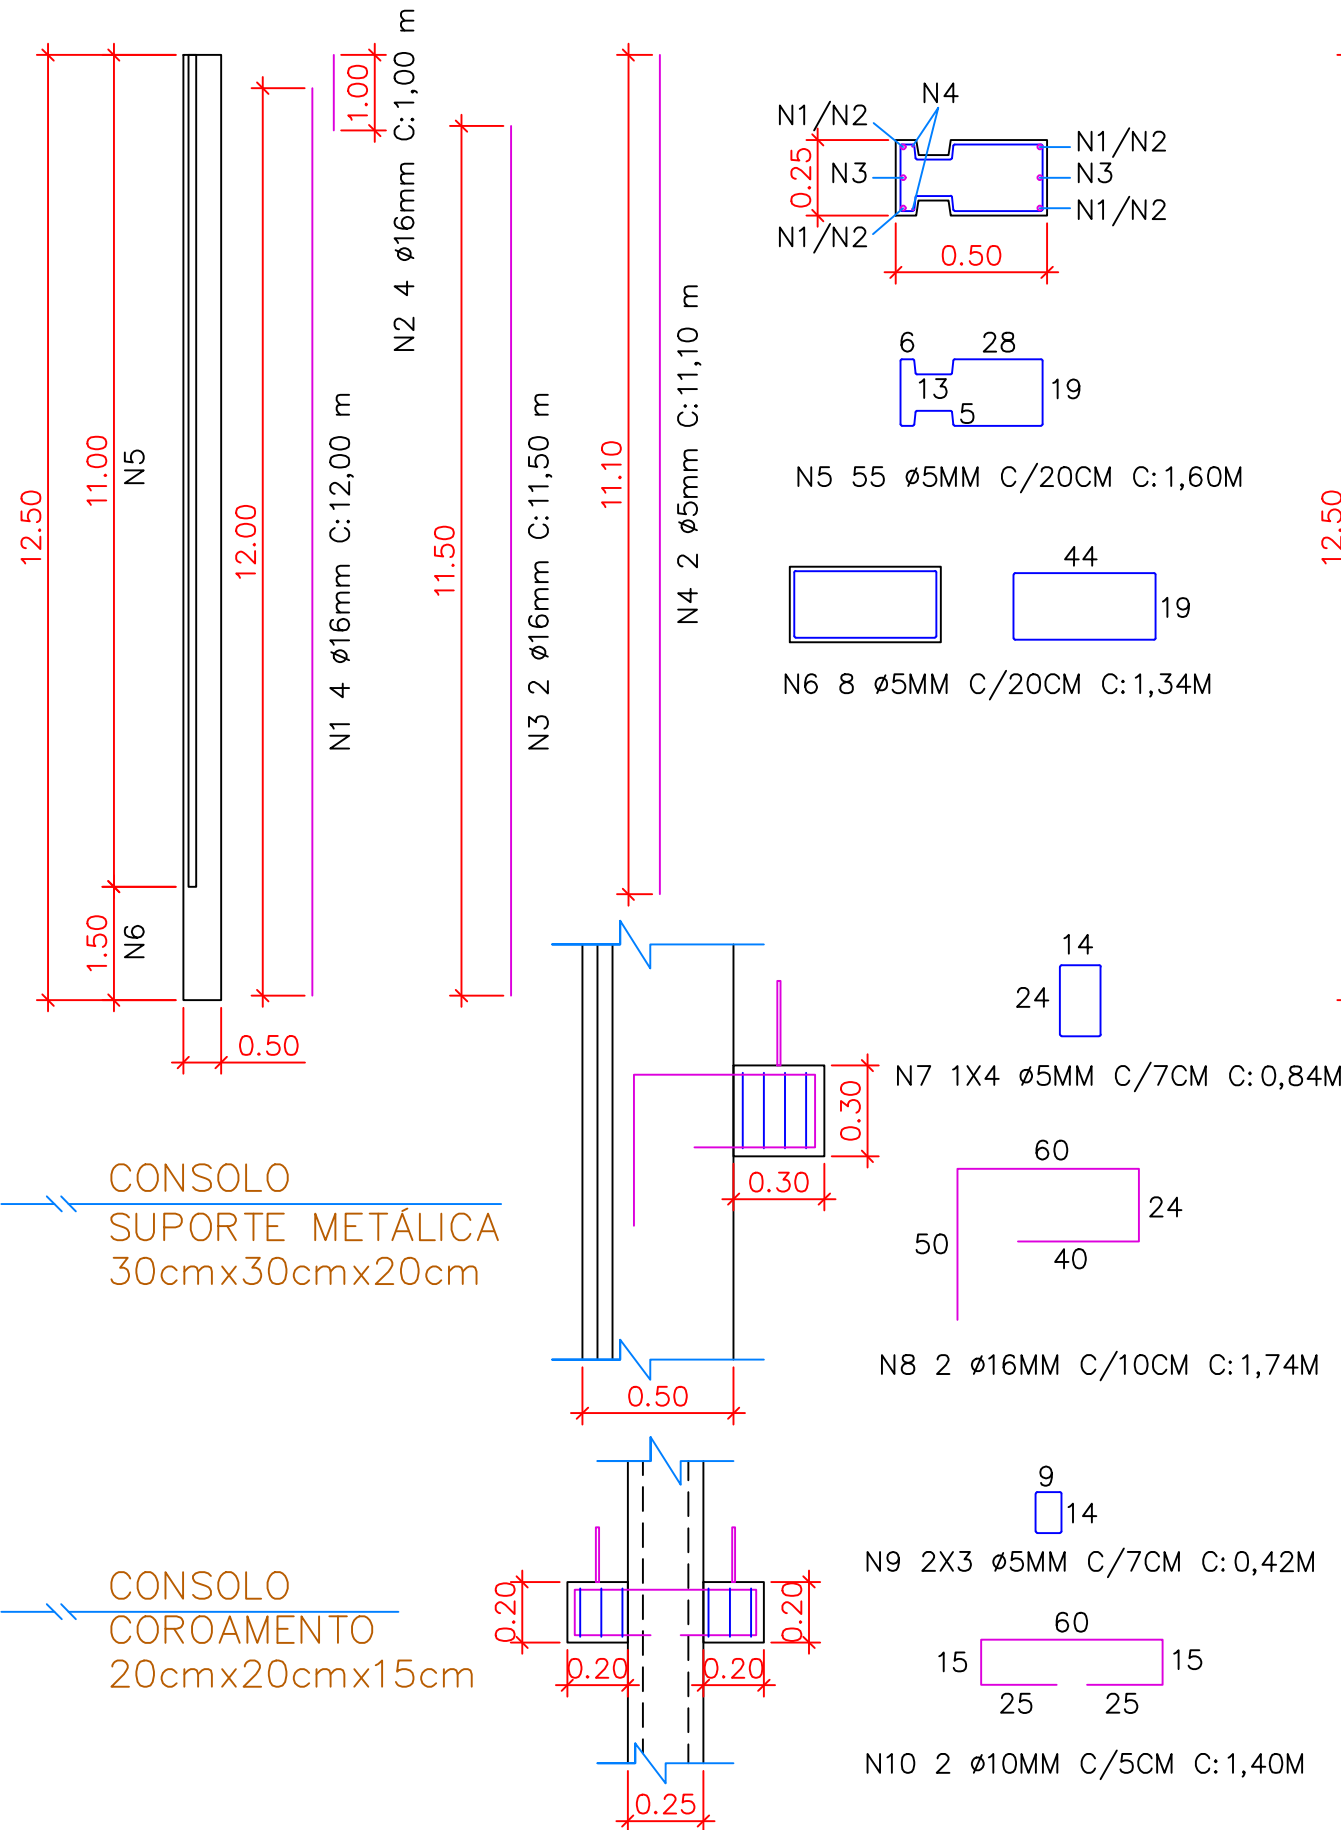 12.50
11.00
N5
1.50
N6
0.50
12.00
N1 4 ø16mm C:12,00 m
1.00
N2 4 ø16mm C:1,00 m
11.50
N3 2 ø16mm C:11,50 m
11.10
N4 2 ø5mm C:11,10 m
N4
N1/N2
N1/N2
0.25
N3
N3
N1/N2
N1/N2
0.50
6
28
13
19
5
N5 55 ø5MM C/20CM C:1,60M
44
19
N6 8 ø5MM C/20CM C:1,34M
12.50
14
24
N7 1X4 ø5MM C/7CM C:0,84M
0.30
0.30
0.50
CONSOLO
SUPORTE METÁLICA
30cmx30cmx20cm
60
24
50
40
N8 2 ø16MM C/10CM C:1,74M
9
14
N9 2X3 ø5MM C/7CM C:0,42M
CONSOLO
COROAMENTO
20cmx20cmx15cm
0.20
0.20
0.20
0.20
0.25
60
15
15
25
25
N10 2 ø10MM C/5CM C:1,40M